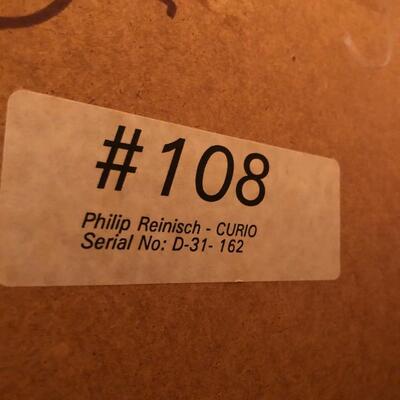 #108
Philip Reinisch - CURIO
Serial No: D-31- 162